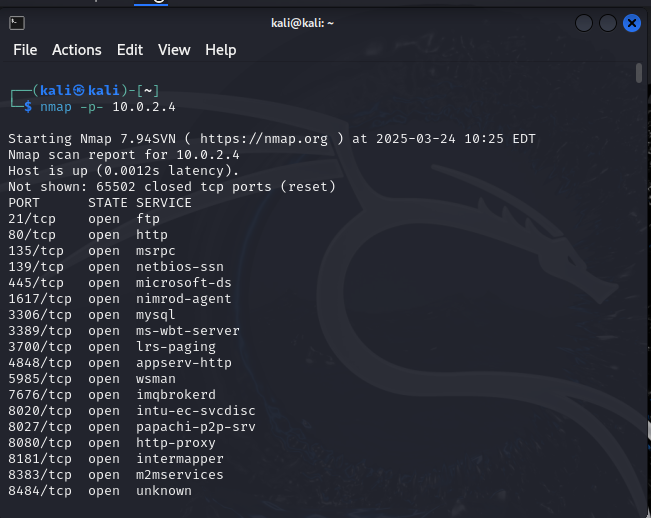 kali@kali: ~
File Actions Edit View Help
┌──(kali㉿kali)-[~]
└─$ nmap -p- 10.0.2.4
Starting Nmap 7.94SVN ( https://nmap.org ) at 2025-03-24 10:25 EDT
Nmap scan report for 10.0.2.4
Host is up (0.0012s latency).
Not shown: 65502 closed tcp ports (reset)
PORT      STATE SERVICE
21/tcp    open  ftp
80/tcp    open  http
135/tcp   open  msrpc
139/tcp   open  netbios-ssn
445/tcp   open  microsoft-ds
1617/tcp  open  nimrod-agent
3306/tcp  open  mysql
3389/tcp  open  ms-wbt-server
3700/tcp  open  lrs-paging
4848/tcp  open  appserv-http
5985/tcp  open  wsman
7676/tcp  open  imqbrokerd
8020/tcp  open  intu-ec-svcdisc
8027/tcp  open  papachi-p2p-srv
8080/tcp  open  http-proxy
8181/tcp  open  intermapper
8383/tcp  open  m2mservices
8484/tcp  open  unknown